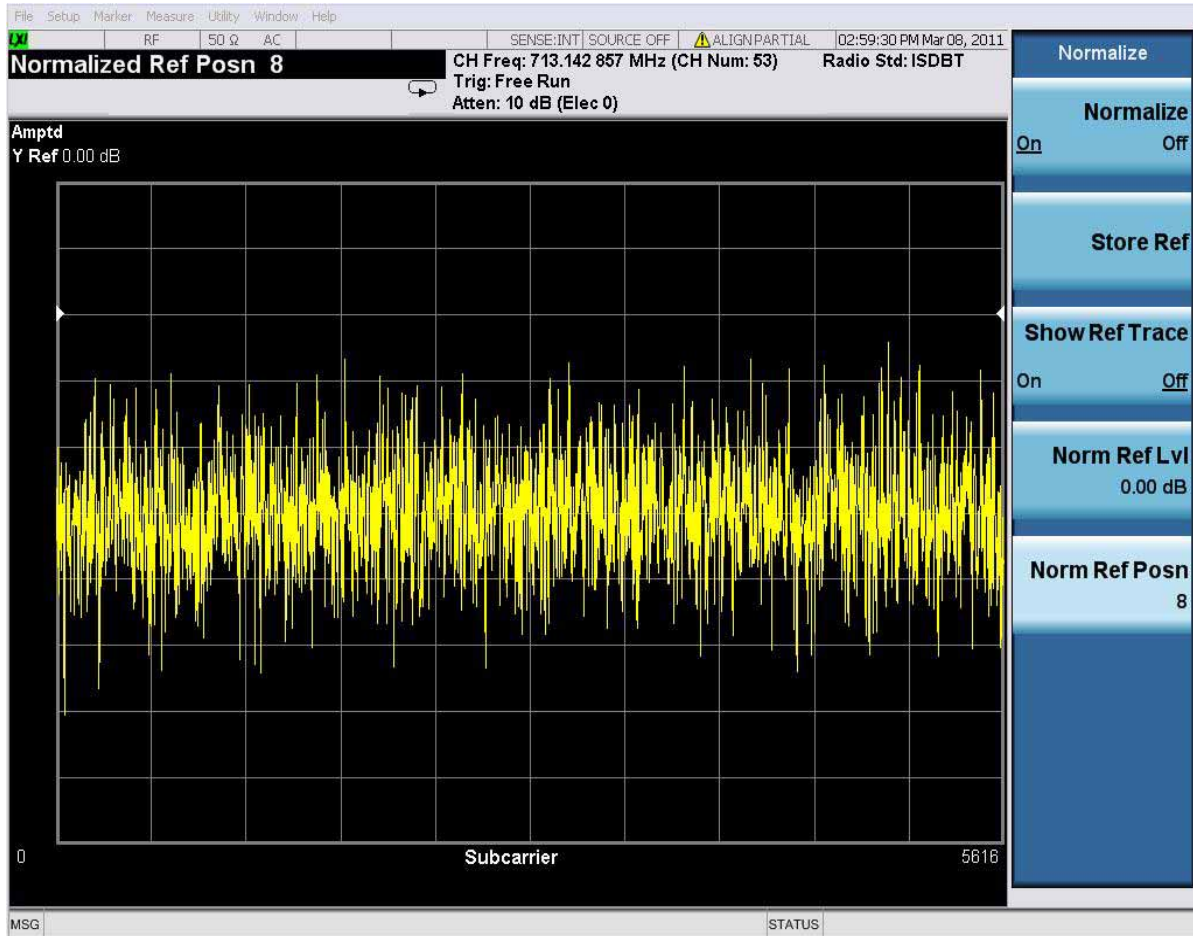 File Setup Marker Measure Utility Window Help
LXI RF 50 Ω AC SENSE:INT SOURCE OFF ALIGN PARTIAL 02:59:30 PM Mar 08, 2011
Normalized Ref Posn 8
CH Freq: 713.142 857 MHz (CH Num: 53) Radio Std: ISDBT
Trig: Free Run
Atten: 10 dB (Elec 0)
Amptd
Y Ref 0.00 dB
0 Subcarrier 5616
MSG STATUS
Normalize
Normalize
On Off
Store Ref
Show Ref Trace
On Off
Norm Ref Lvl
0.00 dB
Norm Ref Posn
8